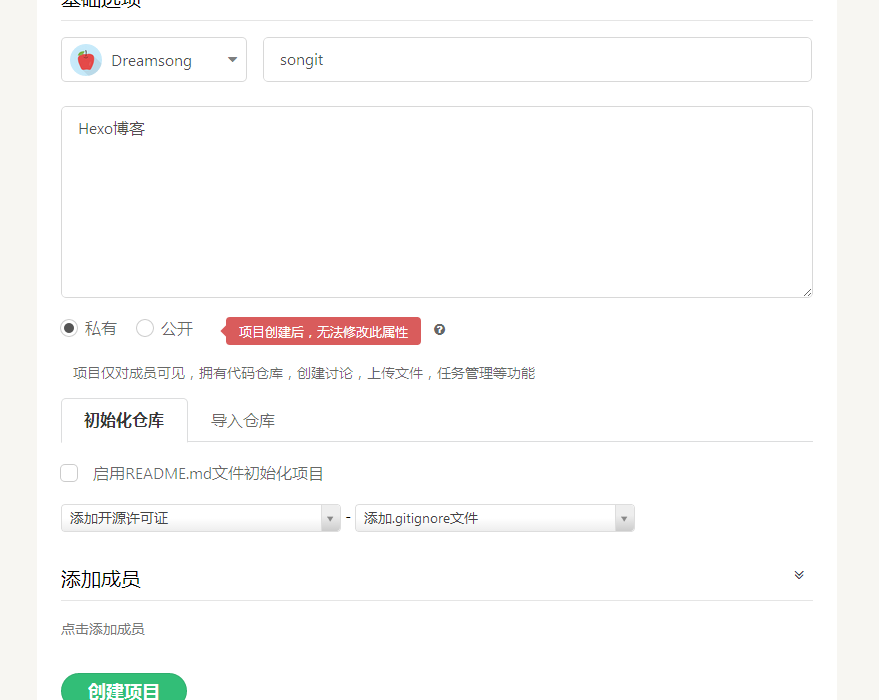 基础选项
Dreamsong songit
Hexo博客
私有 公开 项目创建后，无法修改此属性
项目仅对成员可见，拥有代码仓库，创建讨论，上传文件，任务管理等功能
初始化仓库 导入仓库
启用README.md文件初始化项目
添加开源许可证 - 添加.gitignore文件
添加成员
点击添加成员
创建项目